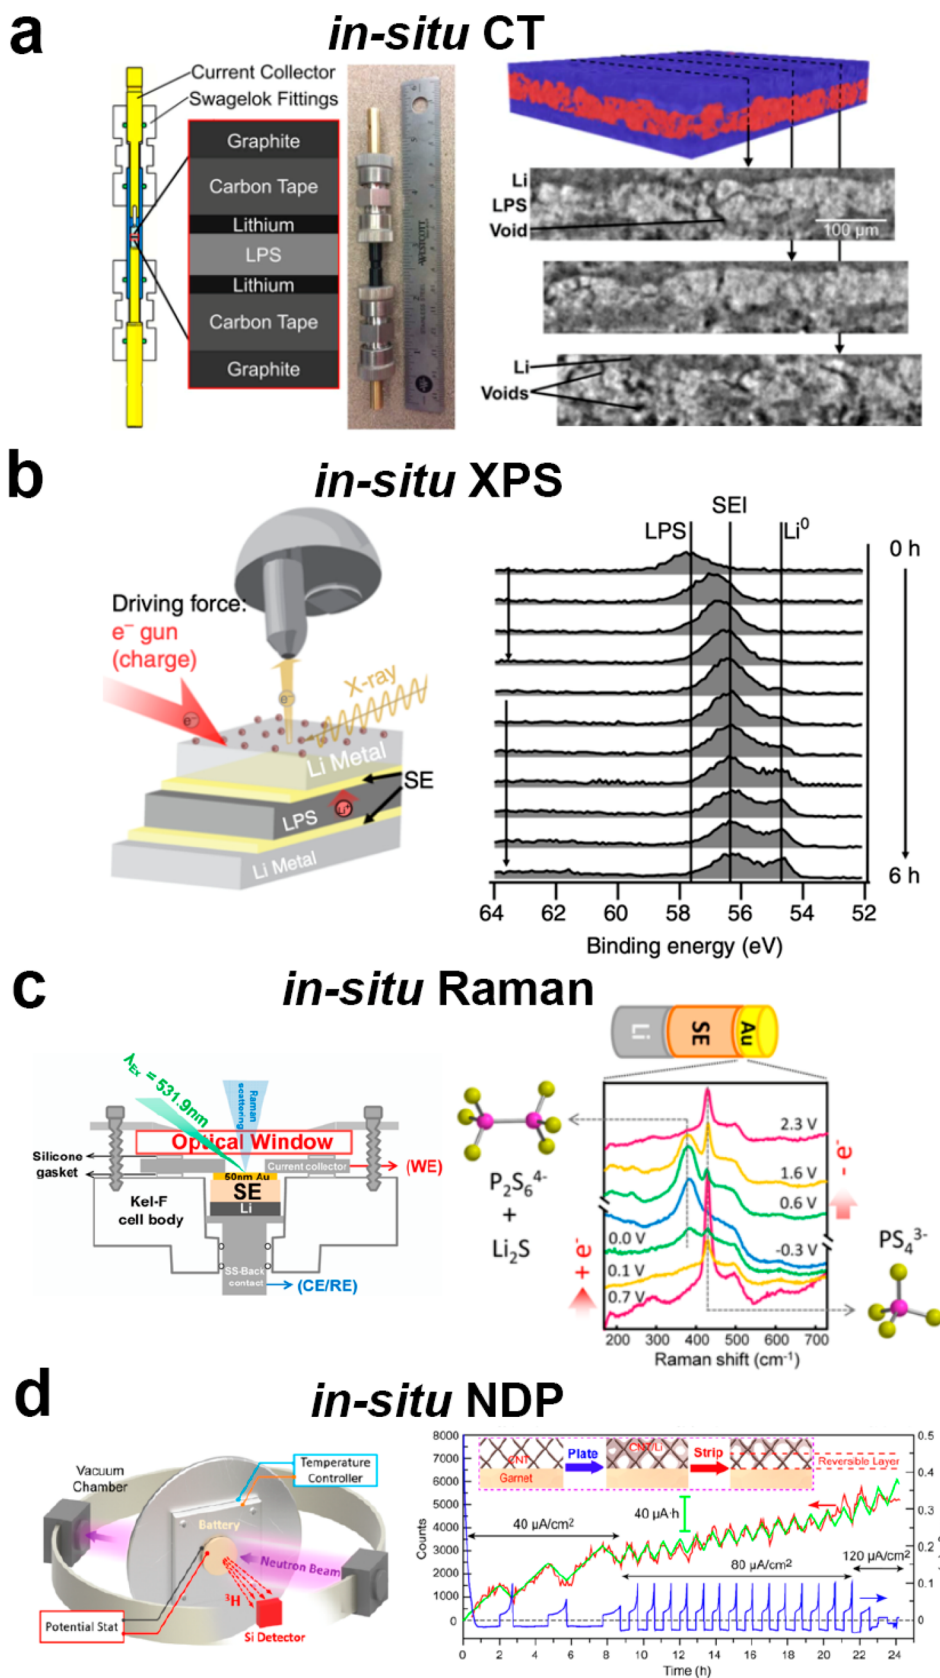 a in-situ CT
Current Collector
Swagelok Fittings
Graphite
Carbon Tape
Lithium
LPS
Lithium
Carbon Tape
Graphite
WESTCOTT
Li
LPS
Void
100 µm
Li
Voids
b in-situ XPS
Driving force:
e⁻ gun
(charge)
e⁻
e⁻
X-ray
Li Metal
SE
LPS
Li⁺
Li Metal
LPS
SEI
Li⁰
0 h
6 h
64 62 60 58 56 54 52
Binding energy (eV)
c in-situ Raman
λEx = 531.9nm
Raman
scattering
Optical Window
Silicone
gasket
Current collector
(WE)
50nm Au
SE
Li
Kel-F
cell body
SS-Back
contact
(CE/RE)
Li SE Au
P₂S₆⁴⁻
+
Li₂S
2.3 V
1.6 V
0.6 V
0.0 V
-0.3 V
0.1 V
0.7 V
- e⁻
+ e⁻
PS₄³⁻
200 300 400 500 600 700
Raman shift (cm⁻¹)
d in-situ NDP
Vacuum
Chamber
Temperature
Controller
Battery
Neutron Beam
³H
Potential Stat
Si Detector
8000
7000
6000
5000
4000
3000
2000
1000
0
Counts
CNT
Garnet
Plate
CNT/Li
Strip
Reversible Layer
40 µA·h
40 µA/cm²
80 µA/cm²
120 µA/cm²
0.5
0.4
0.1
0
0 2 4 6 8 10 12 14 16 18 20 22 24
Time (h)